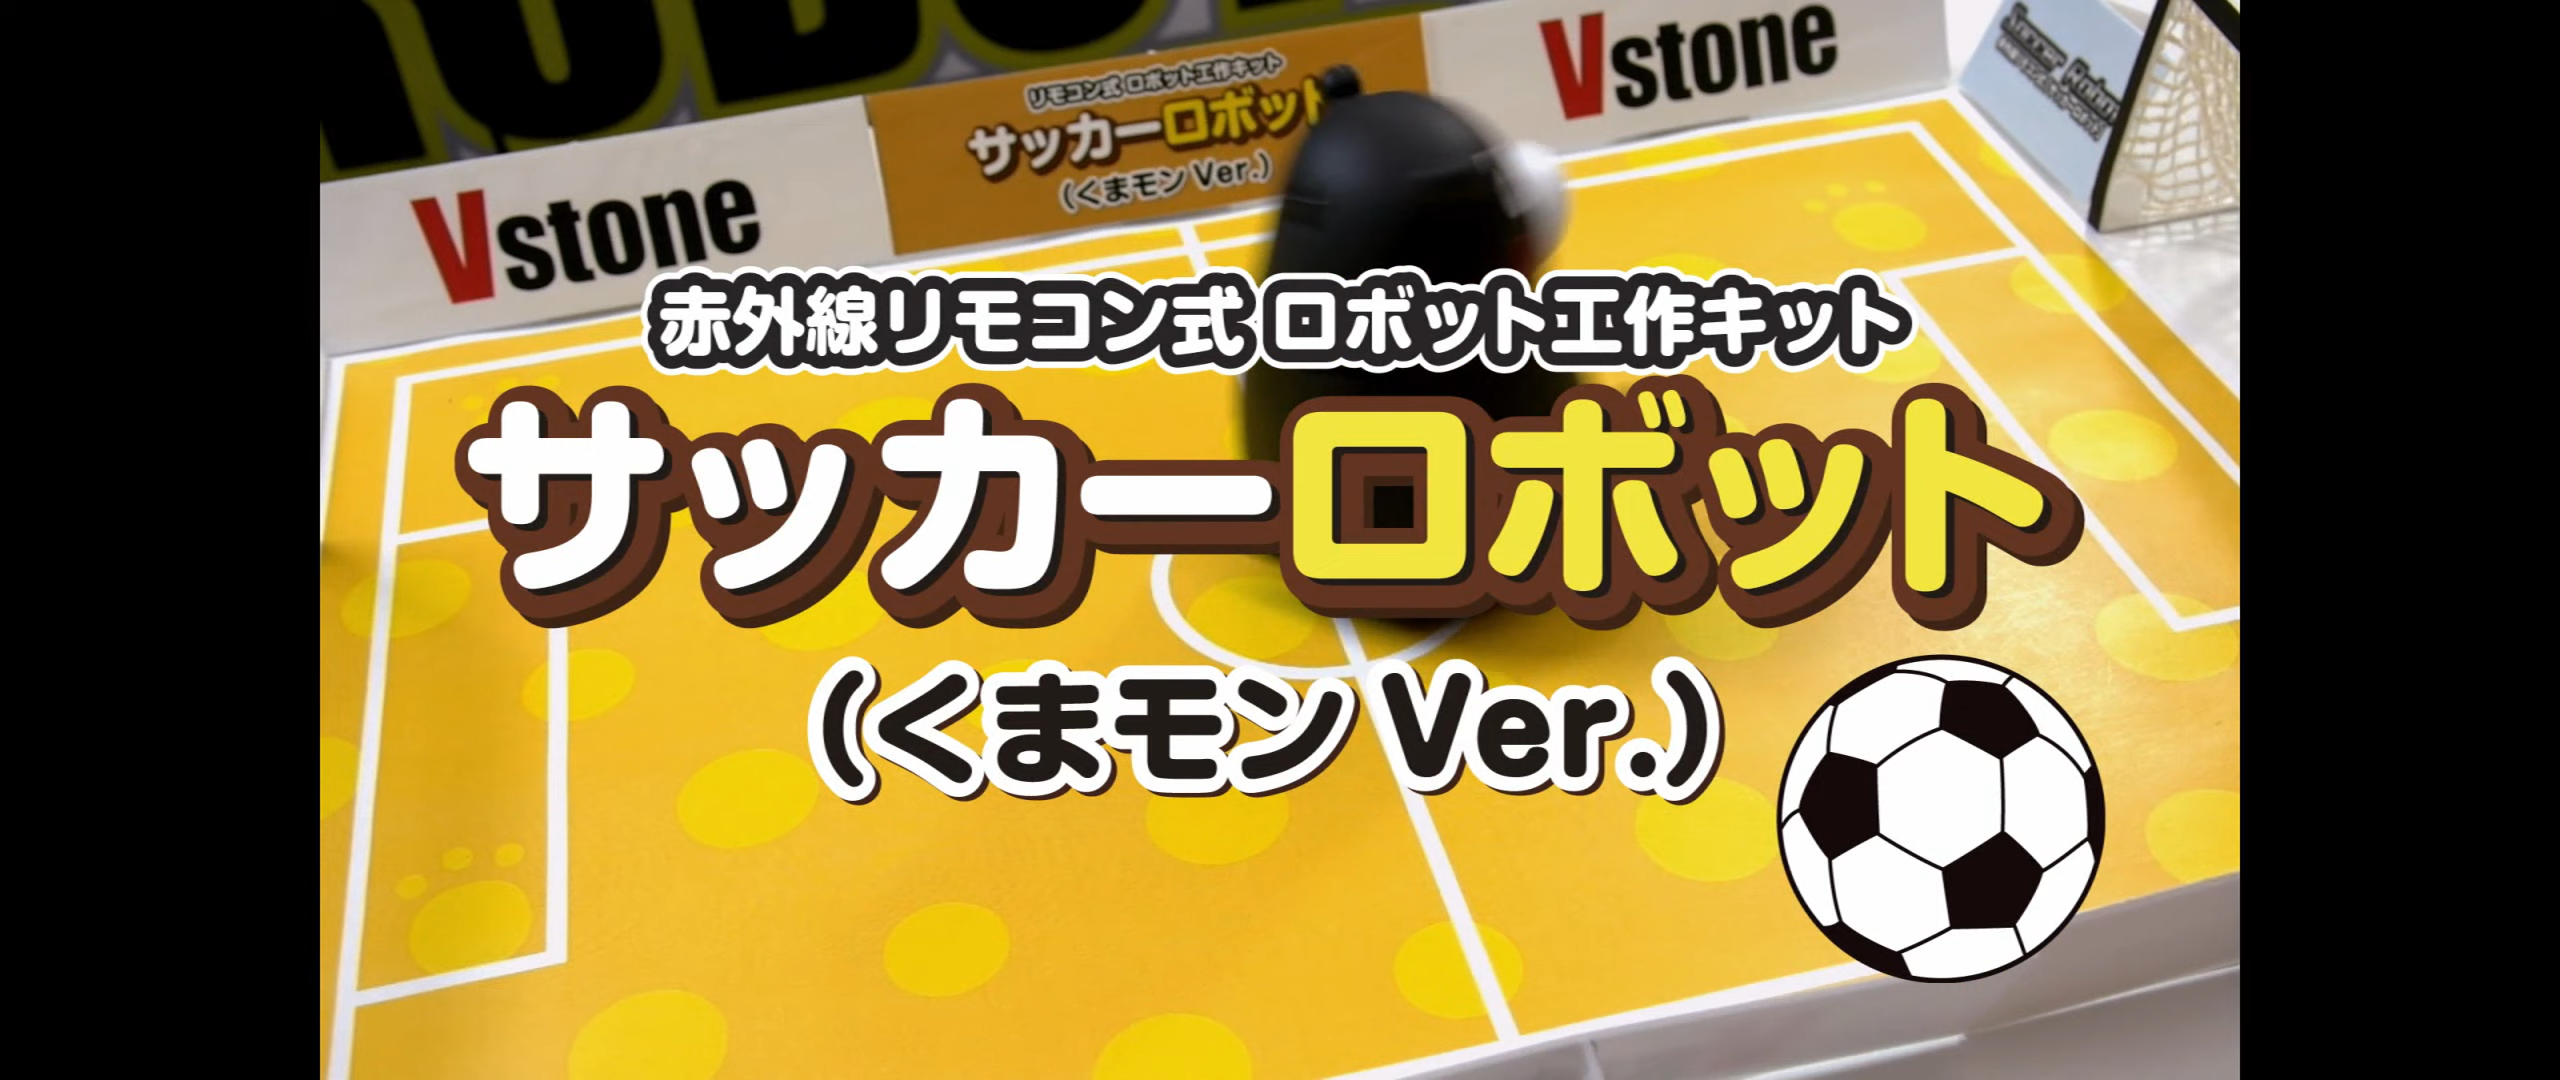 Vstone
リモコン式 ロボット工作キット
サッカーロボット
(くまモン Ver.)
Vstone
赤外線リモコン式 ロボット工作キット
サッカーロボット
(くまモン Ver.)